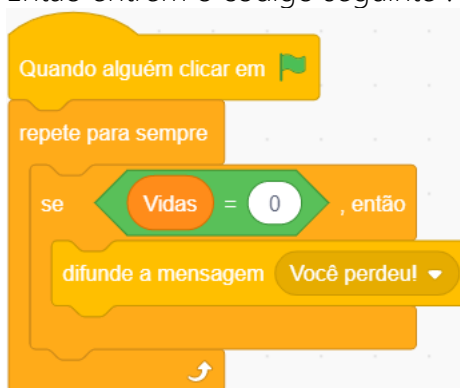 Então entrem o código seguinte :
Quando alguém clicar em
repete para sempre
se Vidas = 0 , então
difunde a mensagem Você perdeu!